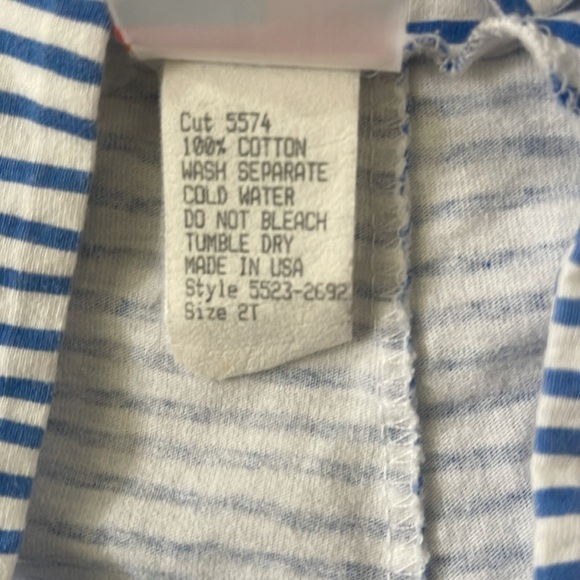 Cut 5574
100% COTTON
WASH SEPARATE
COLD WATER
DO NOT BLEACH
TUMBLE DRY
MADE IN USA
Style 5523-2692
Size 2T